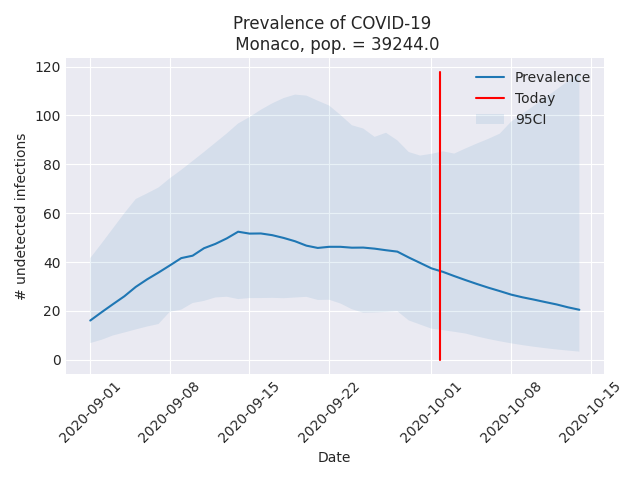 Prevalence of COVID-19
Monaco, pop. = 39244.0
120
100
80
60
40
20
0
# undetected infections
Prevalence
Today
95CI
2020-09-01
2020-09-08
2020-09-15
2020-09-22
2020-10-01
2020-10-08
2020-10-15
Date